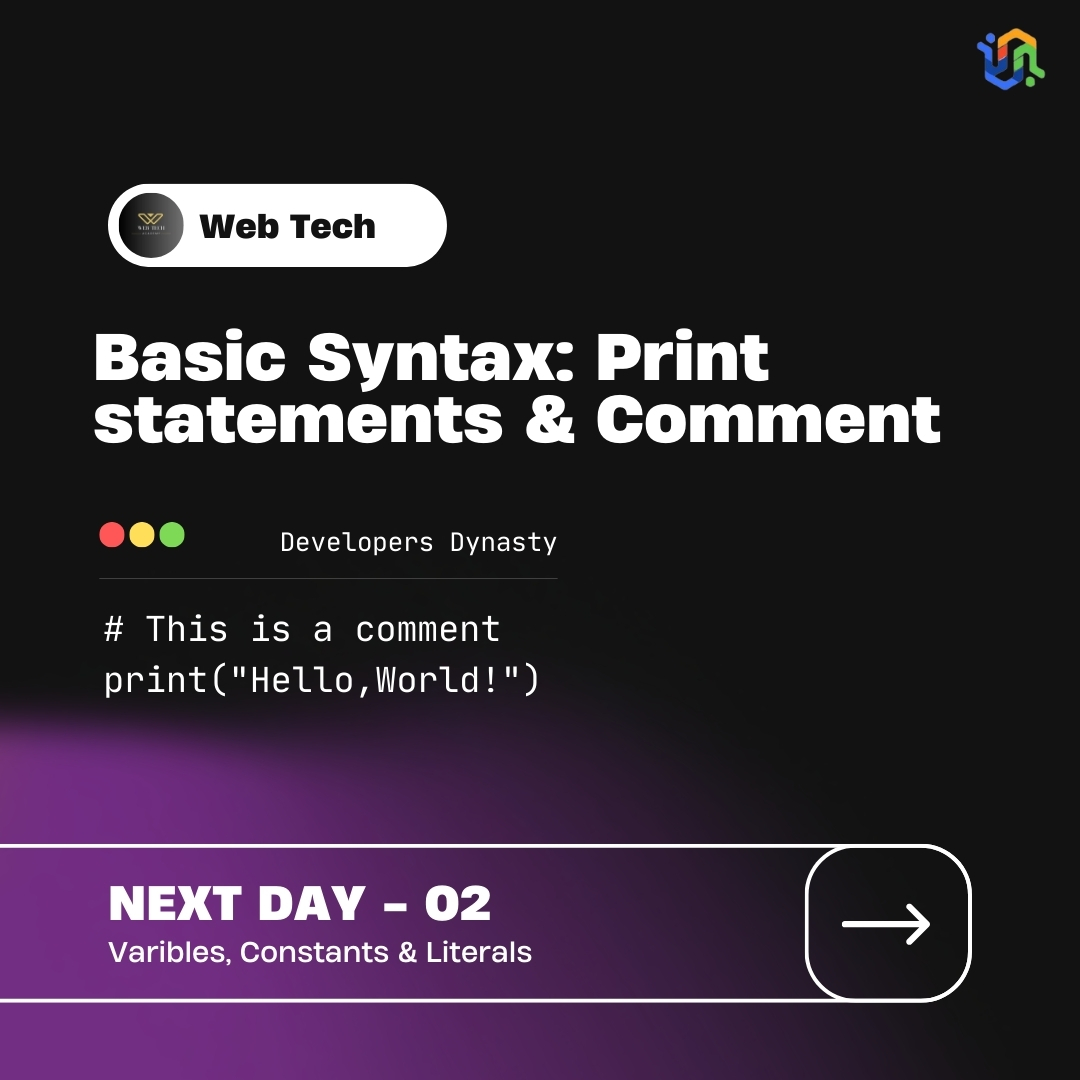 Web Tech
Basic Syntax: Print
statements & Comment
Developers Dynasty
# This is a comment
print("Hello,World!")
NEXT DAY - 02
Varibles, Constants & Literals